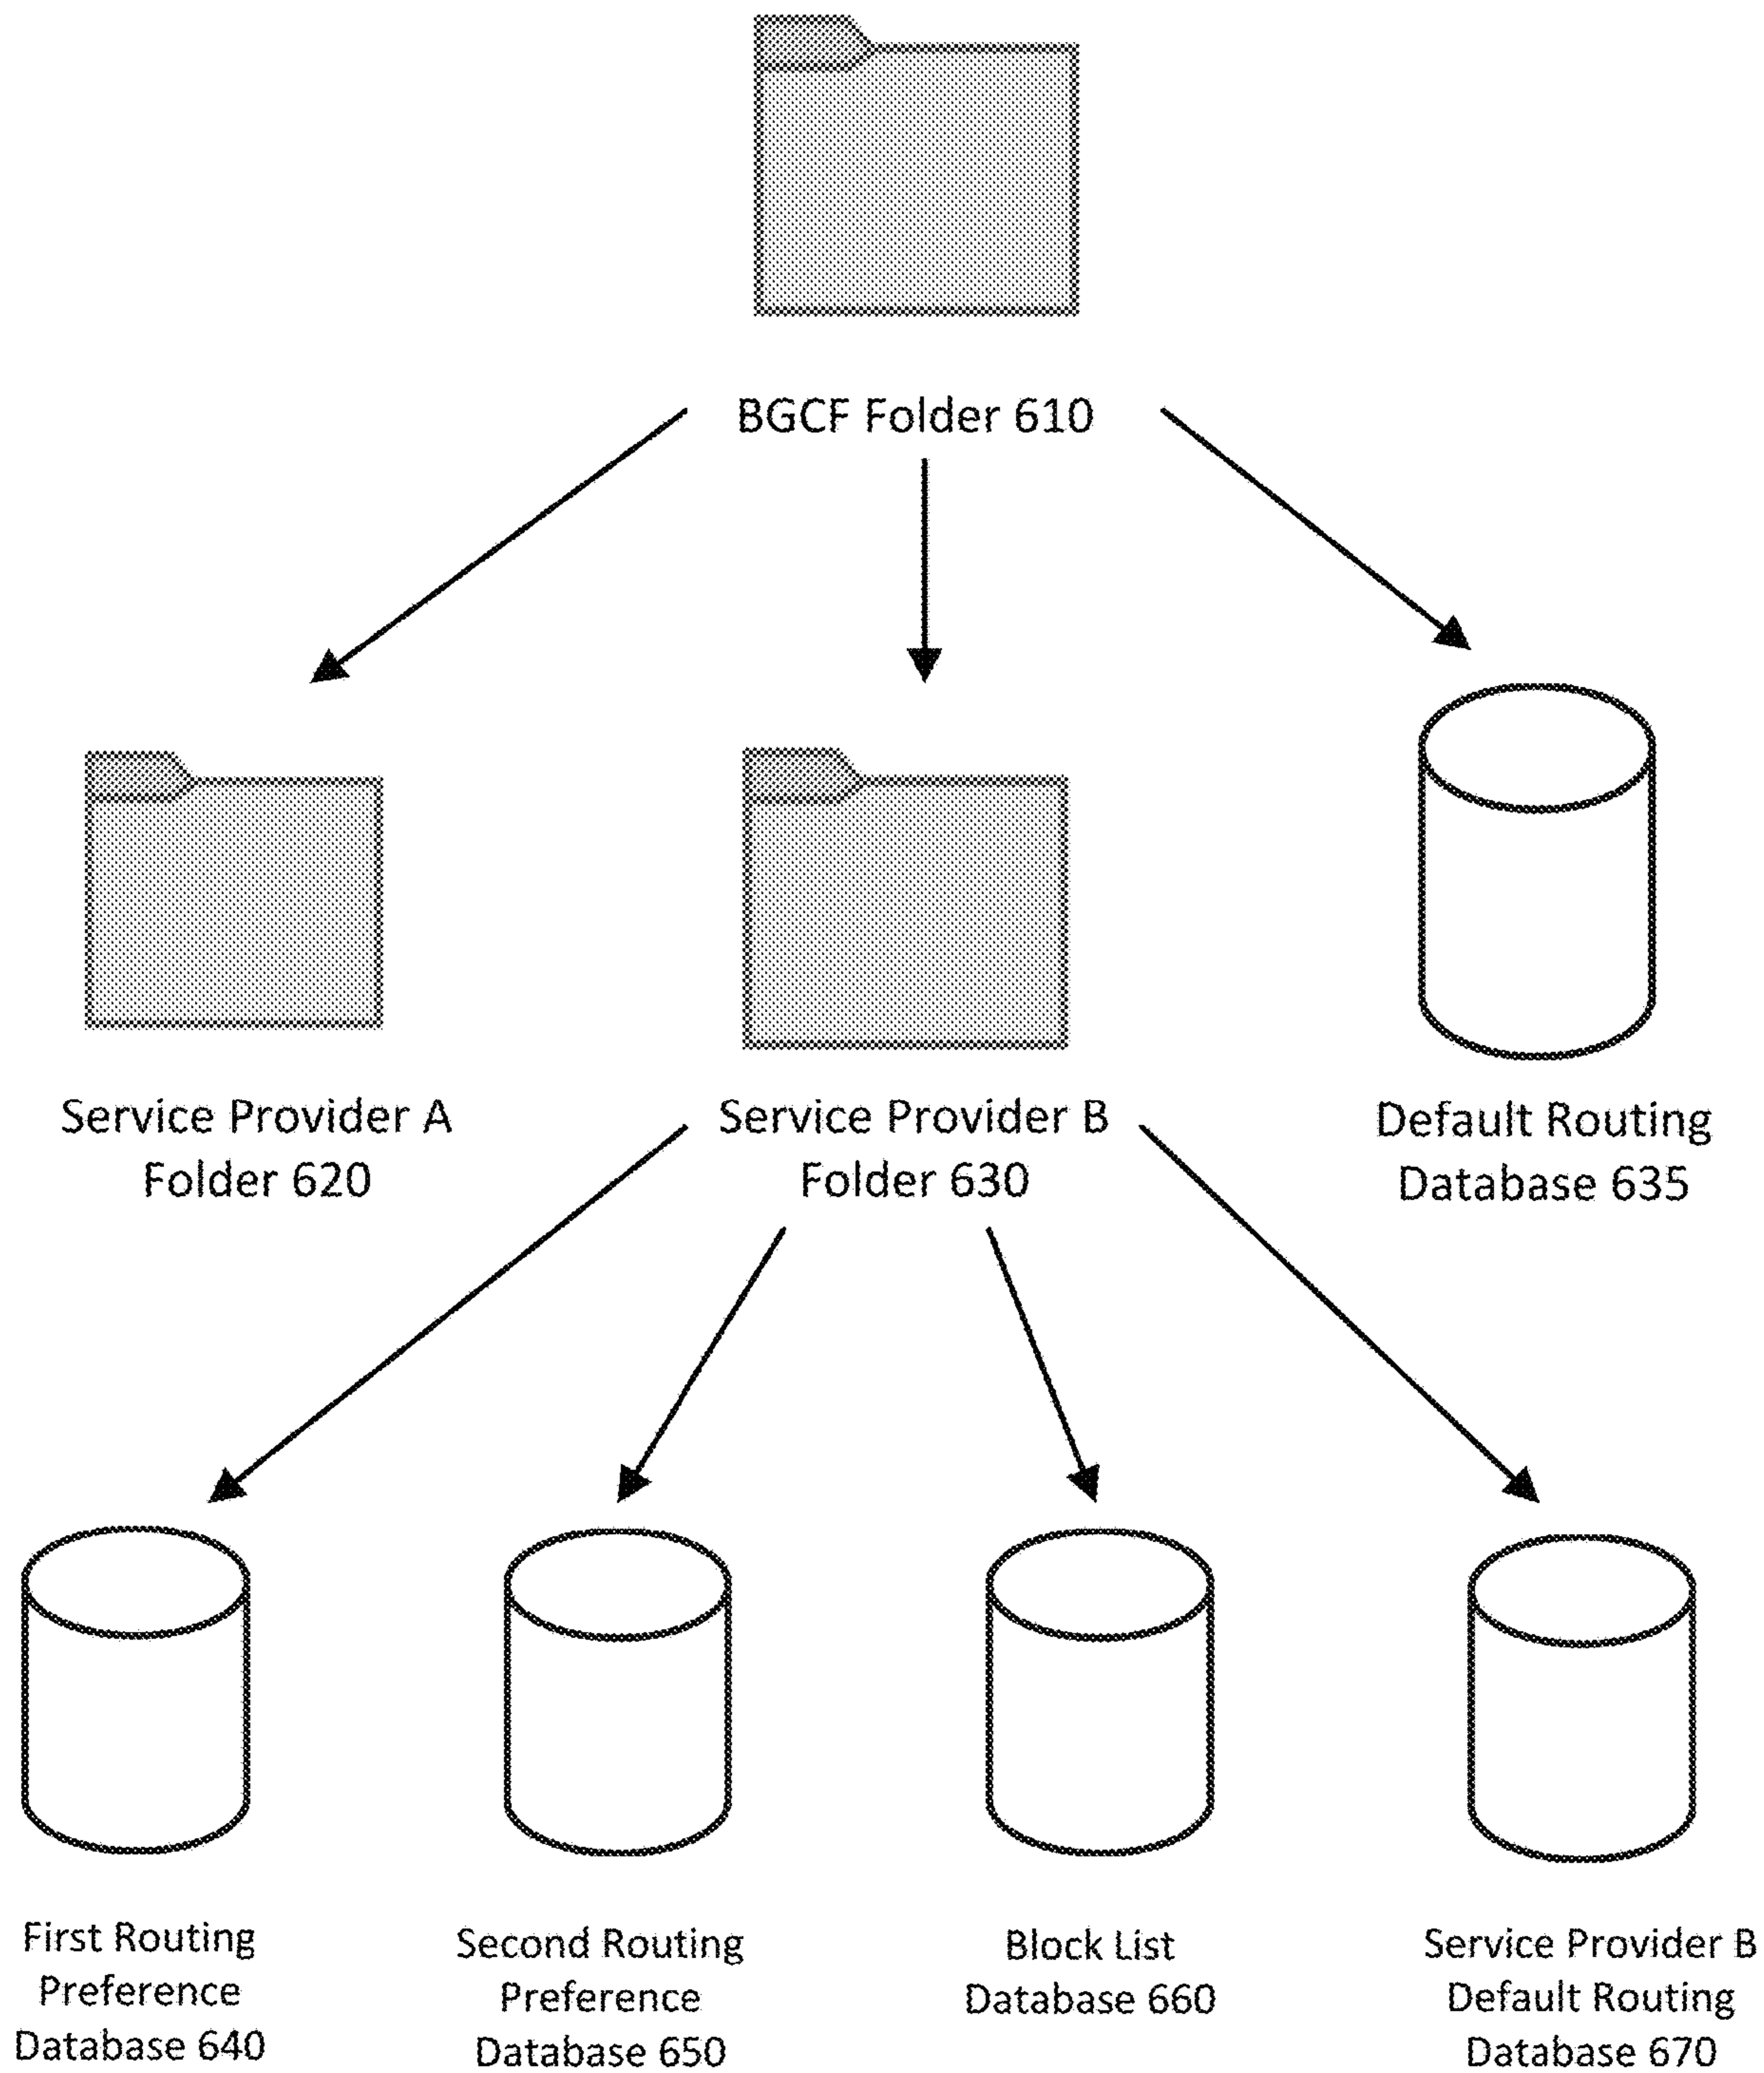 BGCF Folder 610
Service Provider A
Folder 620
Service Provider B
Folder 630
Default Routing
Database 635
First Routing
Preference
Database 640
Second Routing
Preference
Database 650
Block List
Database 660
Service Provider B
Default Routing
Database 670